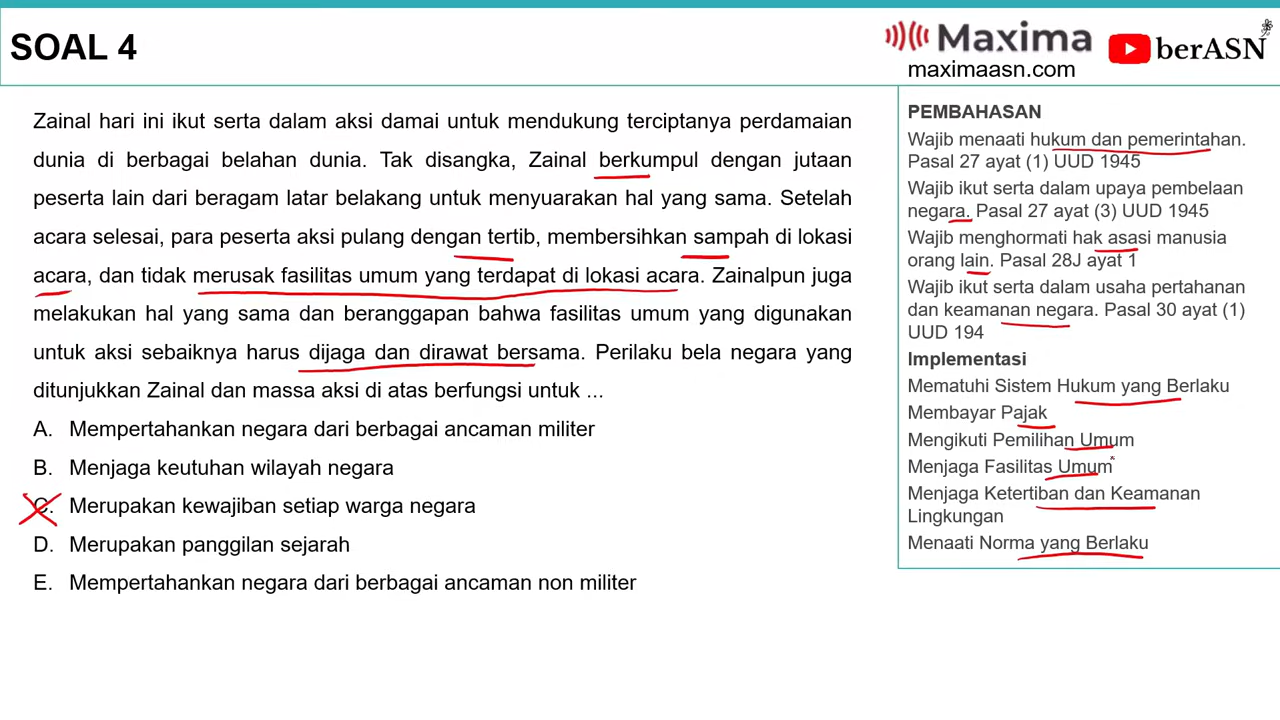 SOAL 4
Maxima
maximaasn.com
berASN
Zainal hari ini ikut serta dalam aksi damai untuk mendukung terciptanya perdamaian
dunia di berbagai belahan dunia. Tak disangka, Zainal berkumpul dengan jutaan
peserta lain dari beragam latar belakang untuk menyuarakan hal yang sama. Setelah
acara selesai, para peserta aksi pulang dengan tertib, membersihkan sampah di lokasi
acara, dan tidak merusak fasilitas umum yang terdapat di lokasi acara. Zainalpun juga
melakukan hal yang sama dan beranggapan bahwa fasilitas umum yang digunakan
untuk aksi sebaiknya harus dijaga dan dirawat bersama. Perilaku bela negara yang
ditunjukkan Zainal dan massa aksi di atas berfungsi untuk ...
A. Mempertahankan negara dari berbagai ancaman militer
B. Menjaga keutuhan wilayah negara
C. Merupakan kewajiban setiap warga negara
D. Merupakan panggilan sejarah
E. Mempertahankan negara dari berbagai ancaman non militer
PEMBAHASAN
Wajib menaati hukum dan pemerintahan.
Pasal 27 ayat (1) UUD 1945
Wajib ikut serta dalam upaya pembelaan
negara. Pasal 27 ayat (3) UUD 1945
Wajib menghormati hak asasi manusia
orang lain. Pasal 28J ayat 1
Wajib ikut serta dalam usaha pertahanan
dan keamanan negara. Pasal 30 ayat (1)
UUD 194
Implementasi
Mematuhi Sistem Hukum yang Berlaku
Membayar Pajak
Mengikuti Pemilihan Umum
Menjaga Fasilitas Umum
Menjaga Ketertiban dan Keamanan
Lingkungan
Menaati Norma yang Berlaku